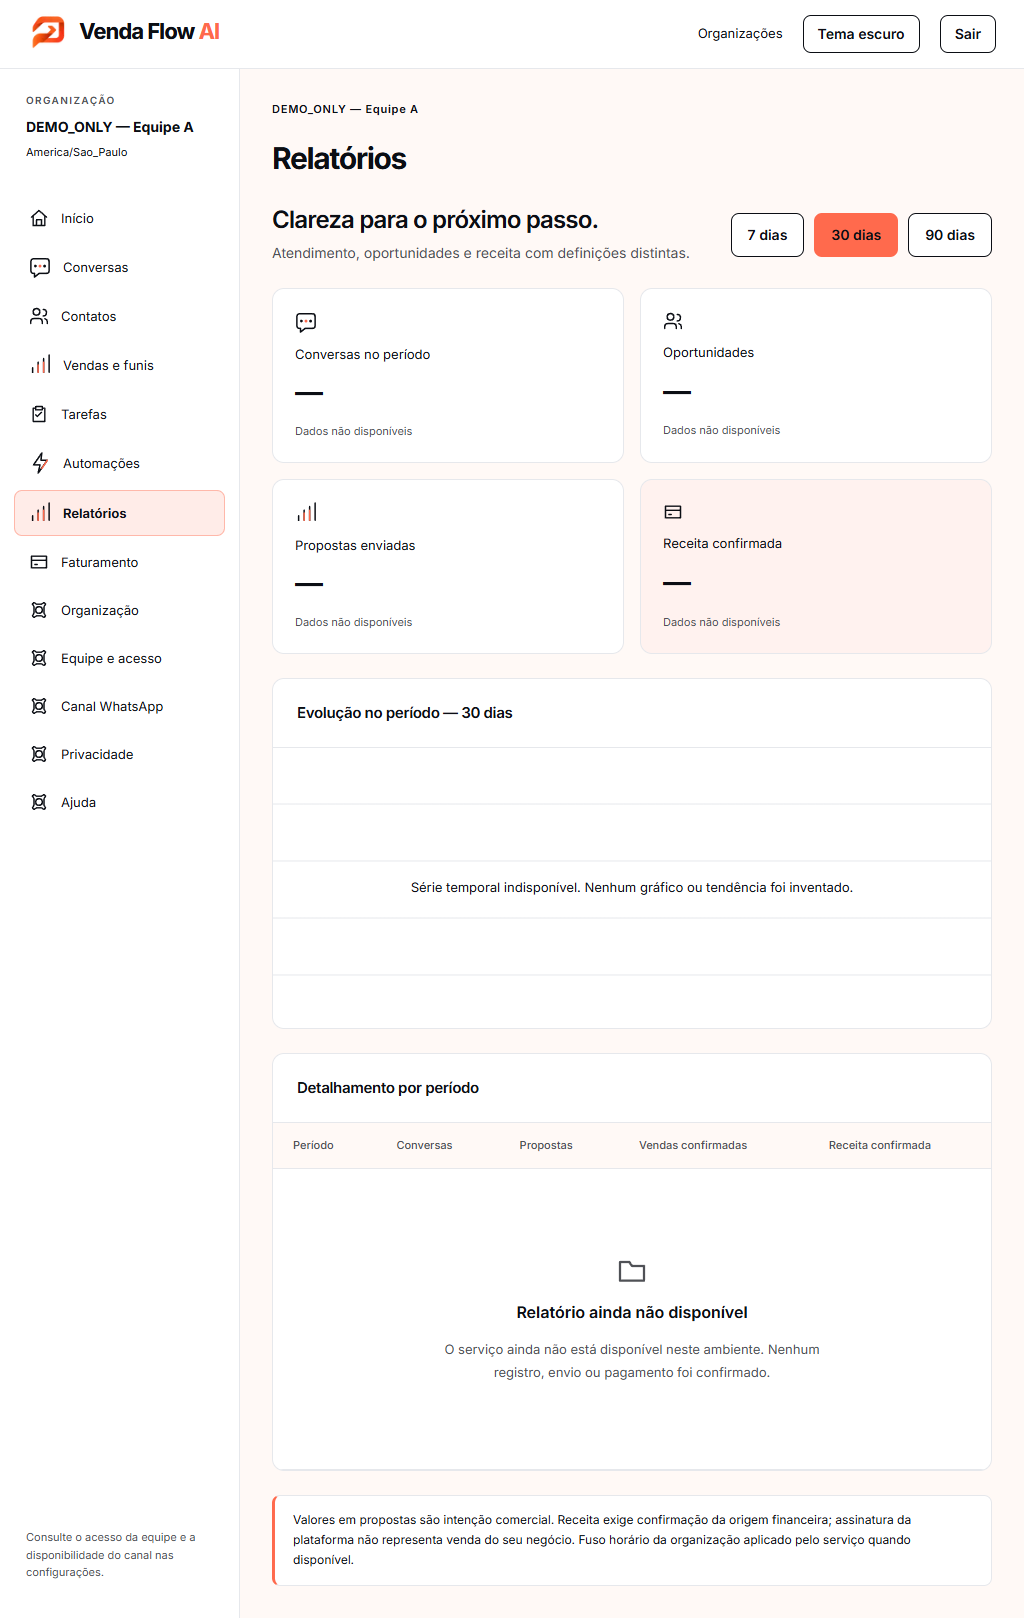 Venda Flow AI
Organizações
Tema escuro
Sair
ORGANIZAÇÃO
DEMO_ONLY — Equipe A
America/Sao_Paulo
Início
Conversas
Contatos
Vendas e funis
Tarefas
Automações
Relatórios
Faturamento
Organização
Equipe e acesso
Canal WhatsApp
Privacidade
Ajuda
Consulte o acesso da equipe e a
disponibilidade do canal nas
configurações.
DEMO_ONLY — Equipe A
Relatórios
Clareza para o próximo passo.
Atendimento, oportunidades e receita com definições distintas.
7 dias
30 dias
90 dias
Conversas no período
—
Dados não disponíveis
Oportunidades
—
Dados não disponíveis
Propostas enviadas
—
Dados não disponíveis
Receita confirmada
—
Dados não disponíveis
Evolução no período — 30 dias
Série temporal indisponível. Nenhum gráfico ou tendência foi inventado.
Detalhamento por período
Período Conversas Propostas Vendas confirmadas Receita confirmada
Relatório ainda não disponível
O serviço ainda não está disponível neste ambiente. Nenhum
registro, envio ou pagamento foi confirmado.
Valores em propostas são intenção comercial. Receita exige confirmação da origem financeira; assinatura da
plataforma não representa venda do seu negócio. Fuso horário da organização aplicado pelo serviço quando
disponível.